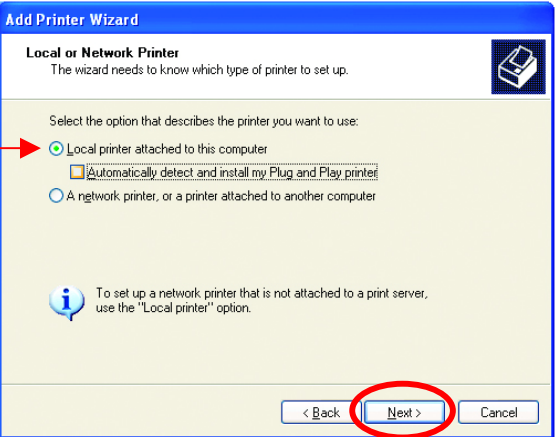 Add Printer Wizard
Local or Network Printer
The wizard needs to know which type of printer to set up.
Select the option that describes the printer you want to use:
Local printer attached to this computer
Automatically detect and install my Plug and Play printer
A network printer, or a printer attached to another computer
To set up a network printer that is not attached to a print server,
use the "Local printer" option.
< Back
Next >
Cancel